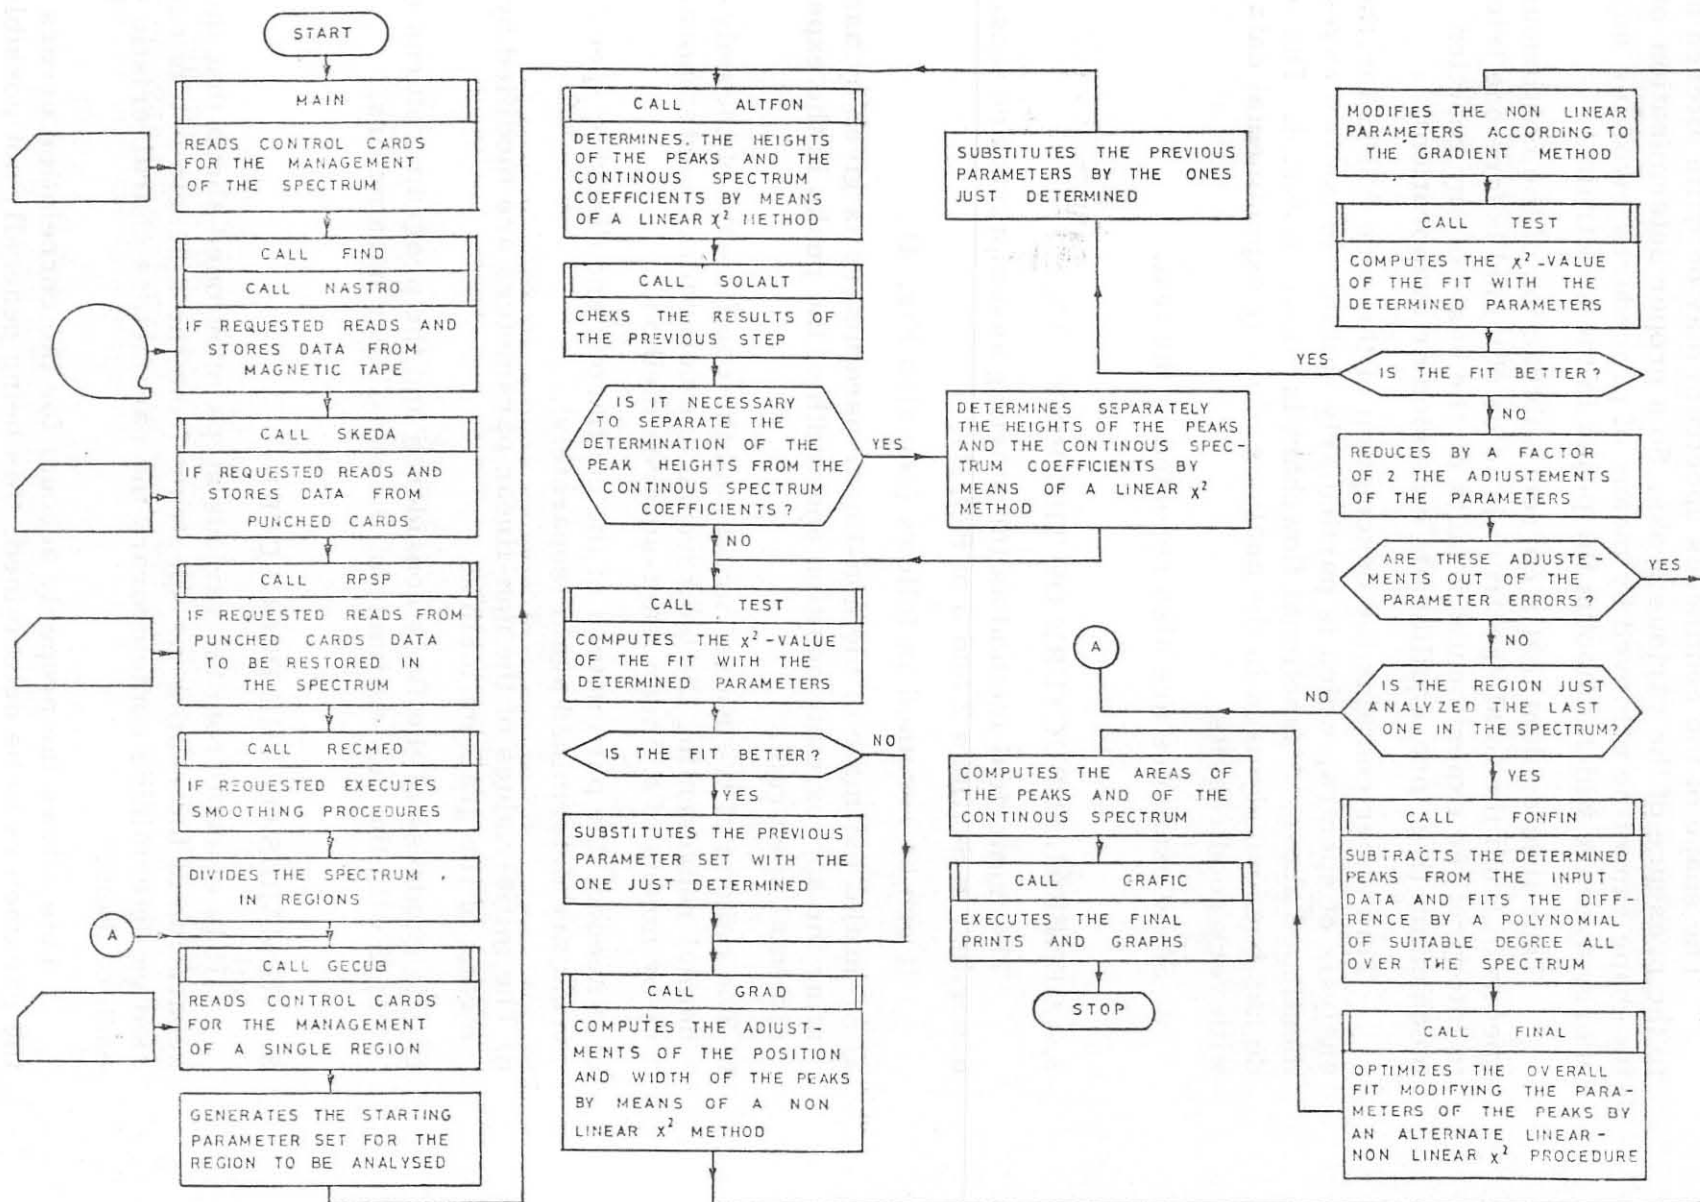 START
MAIN
READS CONTROL CARDS
FOR THE MANAGEMENT
OF THE SPECTRUM
CALL FIND
CALL NASTRO
IF REQUESTED READS AND
STORES DATA FROM
MAGNETIC TAPE
CALL SKEDA
IF REQUESTED READS AND
STORES DATA FROM
PUNCHED CARDS
CALL RPSP
IF REQUESTED READS FROM
PUNCHED CARDS DATA
TO BE RESTORED IN
THE SPECTRUM
CALL RECMED
IF REQUESTED EXECUTES
SMOOTHING PROCEDURES
DIVIDES THE SPECTRUM
IN REGIONS
A
CALL GECUB
READS CONTROL CARDS
FOR THE MANAGEMENT
OF A SINGLE REGION
GENERATES THE STARTING
PARAMETER SET FOR THE
REGION TO BE ANALYSED
CALL ALTFON
DETERMINES, THE HEIGHTS
OF THE PEAKS AND THE
CONTINOUS SPECTRUM
COEFFICIENTS BY MEANS
OF A LINEAR χ² METHOD
CALL SOLALT
CHEKS THE RESULTS OF
THE PREVIOUS STEP
IS IT NECESSARY
TO SEPARATE THE
DETERMINATION OF THE
PEAK HEIGHTS FROM THE
CONTINOUS SPECTRUM
COEFFICIENTS ?
YES
NO
DETERMINES SEPARATELY
THE HEIGHTS OF THE PEAKS
AND THE CONTINOUS SPEC-
TRUM COEFFICIENTS BY
MEANS OF A LINEAR χ²
METHOD
CALL TEST
COMPUTES THE χ²-VALUE
OF THE FIT WITH THE
DETERMINED PARAMETERS
IS THE FIT BETTER ?
NO
YES
SUBSTITUTES THE PREVIOUS
PARAMETER SET WITH THE
ONE JUST DETERMINED
CALL GRAD
COMPUTES THE ADIUST-
MENTS OF THE POSITION
AND WIDTH OF THE PEAKS
BY MEANS OF A NON
LINEAR χ² METHOD
SUBSTITUTES THE PREVIOUS
PARAMETERS BY THE ONES
JUST DETERMINED
MODIFIES THE NON LINEAR
PARAMETERS ACCORDING TO
THE GRADIENT METHOD
CALL TEST
COMPUTES THE χ²-VALUE
OF THE FIT WITH THE
DETERMINED PARAMETERS
YES
IS THE FIT BETTER ?
NO
REDUCES BY A FACTOR
OF 2 THE ADIUSTEMENTS
OF THE PARAMETERS
ARE THESE ADJUSTE-
MENTS OUT OF THE
PARAMETER ERRORS ?
YES
NO
A
NO
IS THE REGION JUST
ANALYZED THE LAST
ONE IN THE SPECTRUM?
YES
CALL FONFIN
SUBTRACTS THE DETERMINED
PEAKS FROM THE INPUT
DATA AND FITS THE DIFF-
RENCE BY A POLYNOMIAL
OF SUITABLE DEGREE ALL
OVER THE SPECTRUM
CALL FINAL
OPTIMIZES THE OVERALL
FIT MODIFYING THE PARA-
METERS OF THE PEAKS BY
AN ALTERNATE LINEAR-
NON LINEAR χ² PROCEDURE
COMPUTES THE AREAS OF
THE PEAKS AND OF THE
CONTINOUS SPECTRUM
CALL GRAFIC
EXECUTES THE FINAL
PRINTS AND GRAPHS
STOP